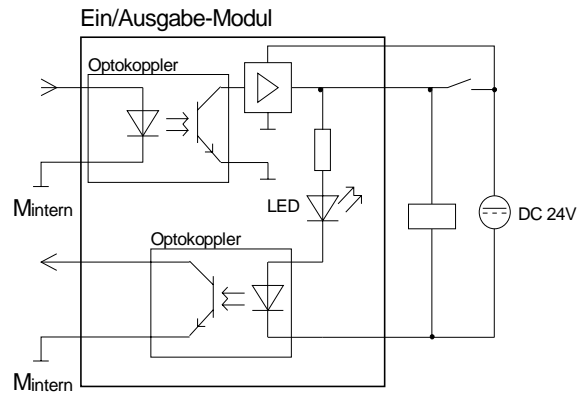 Ein/Ausgabe-Modul
Optokoppler
Mintern
LED
DC 24V
Optokoppler
Mintern